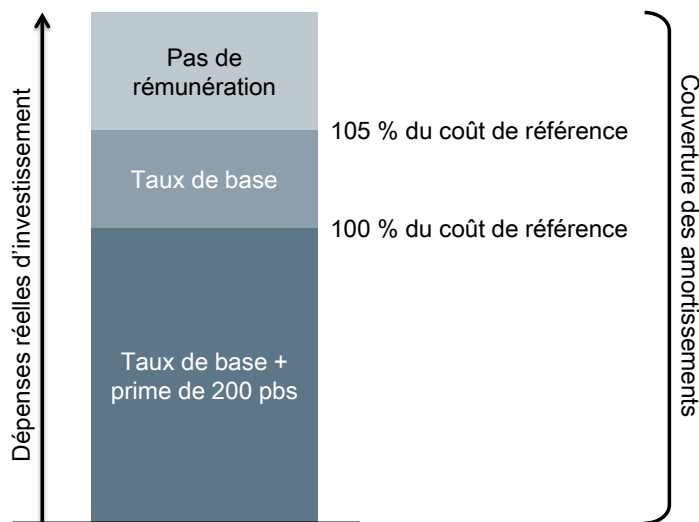 Dépenses réelles d’investissement
Pas de
rémunération
105 % du coût de référence
Taux de base
100 % du coût de référence
Taux de base +
prime de 200 pbs
Couverture des amortissements